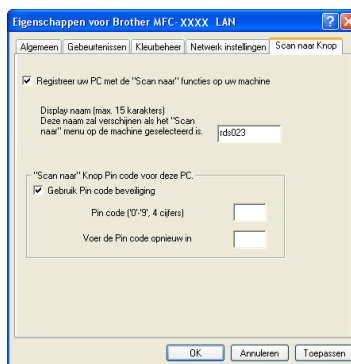 Eigenschappen voor Brother MFC-XXXX LAN
Algemeen Gebeurtenissen Kleurbeheer Netwerk instellingen Scan naar Knop
Registreer uw PC met de "Scan naar" functies op uw machine
Display naam (max. 15 karakters)
Deze naam zal verschijnen als het "Scan
naar" menu op de machine geselecteerd is. rds023
"Scan naar" Knop Pin code voor deze PC.
Gebruik Pin code beveiliging
Pin code ('0'-'9', 4 cijfers)
Voer de Pin code opnieuw in
OK Annuleren Toepassen